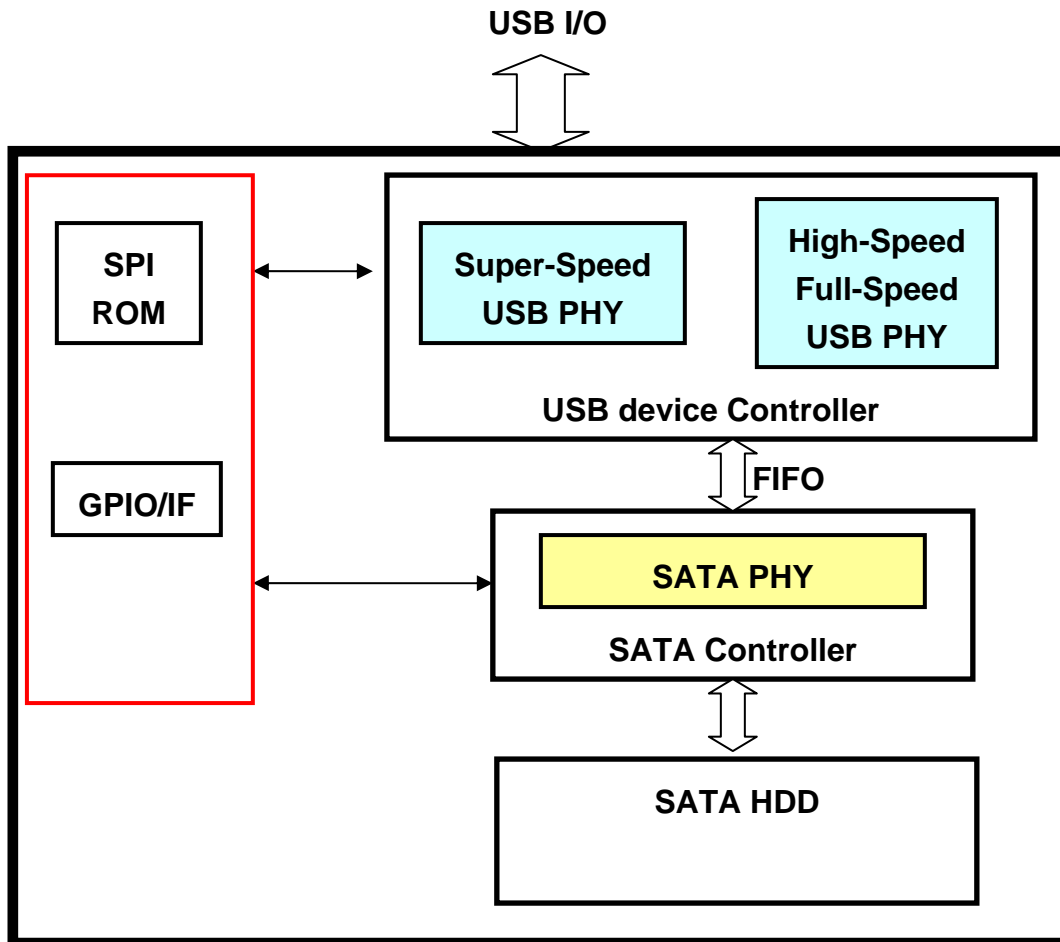 USB I/O
SPI
ROM
Super-Speed
USB PHY
High-Speed
Full-Speed
USB PHY
USB device Controller
GPIO/IF
FIFO
SATA PHY
SATA Controller
SATA HDD